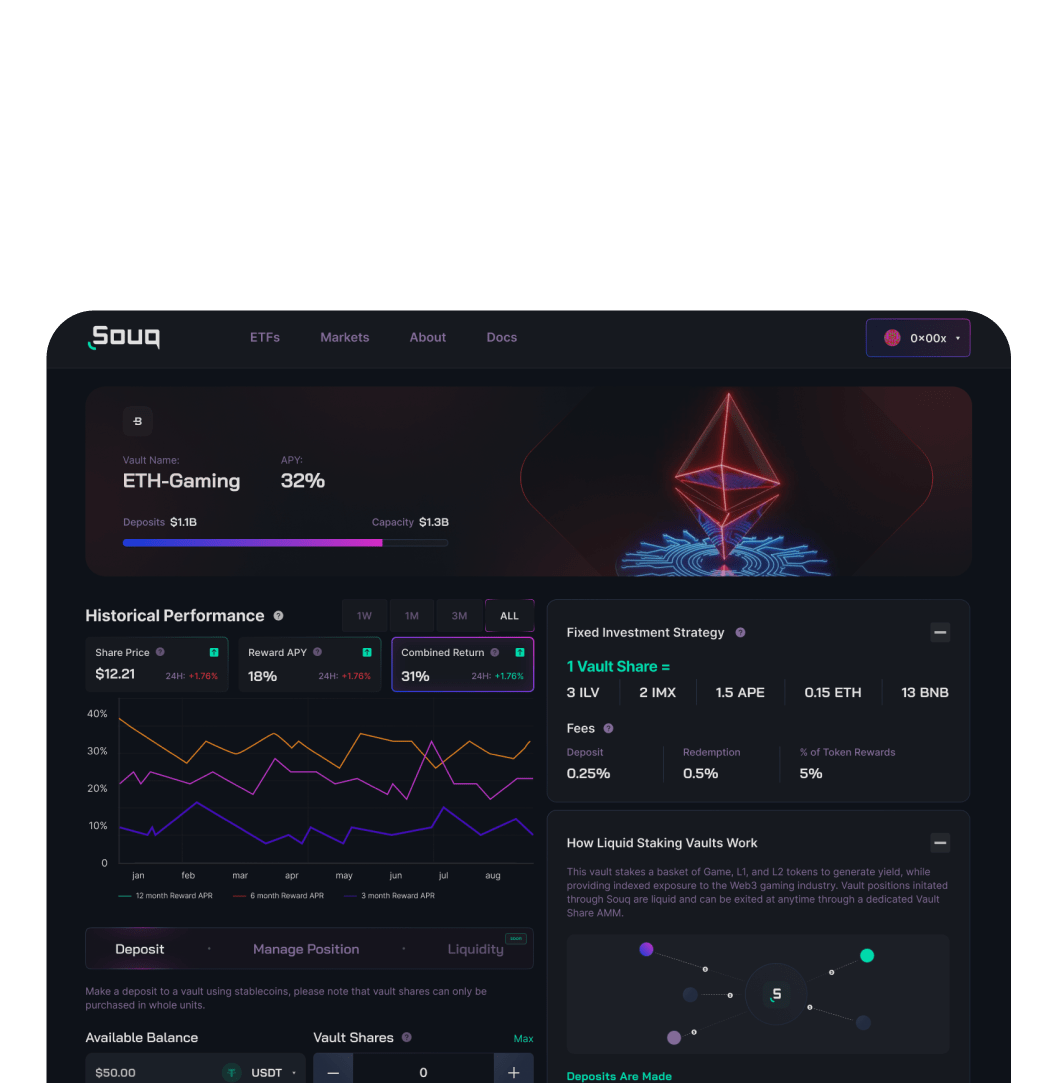 Souq
ETFs Markets About Docs
0×00x
Vault Name: APY:
ETH-Gaming 32%
Deposits $1.1B Capacity $1.3B
Historical Performance ?
1W 1M 3M ALL
Share Price ?
$12.21 24H: +1.76%
Reward APY ?
18% 24H: +1.76%
Combined Return ?
31% 24H: +1.76%
40%
30%
20%
10%
0
jan feb mar apr may jun jul aug
12 month Reward APR 6 month Reward APR 3 month Reward APR
Deposit · Manage Position · Liquidity
Make a deposit to a vault using stablecoins, please note that vault shares can only be
purchased in whole units.
Available Balance Vault Shares ? Max
$50.00 USDT
0
Fixed Investment Strategy ?
1 Vault Share =
3 ILV 2 IMX 1.5 APE 0.15 ETH 13 BNB
Fees ?
Deposit Redemption % of Token Rewards
0.25% 0.5% 5%
How Liquid Staking Vaults Work
This vault stakes a basket of Game, L1, and L2 tokens to generate yield, while
providing indexed exposure to the Web3 gaming industry. Vault positions initated
through Souq are liquid and can be exited at anytime through a dedicated Vault
Share AMM.
Deposits Are Made